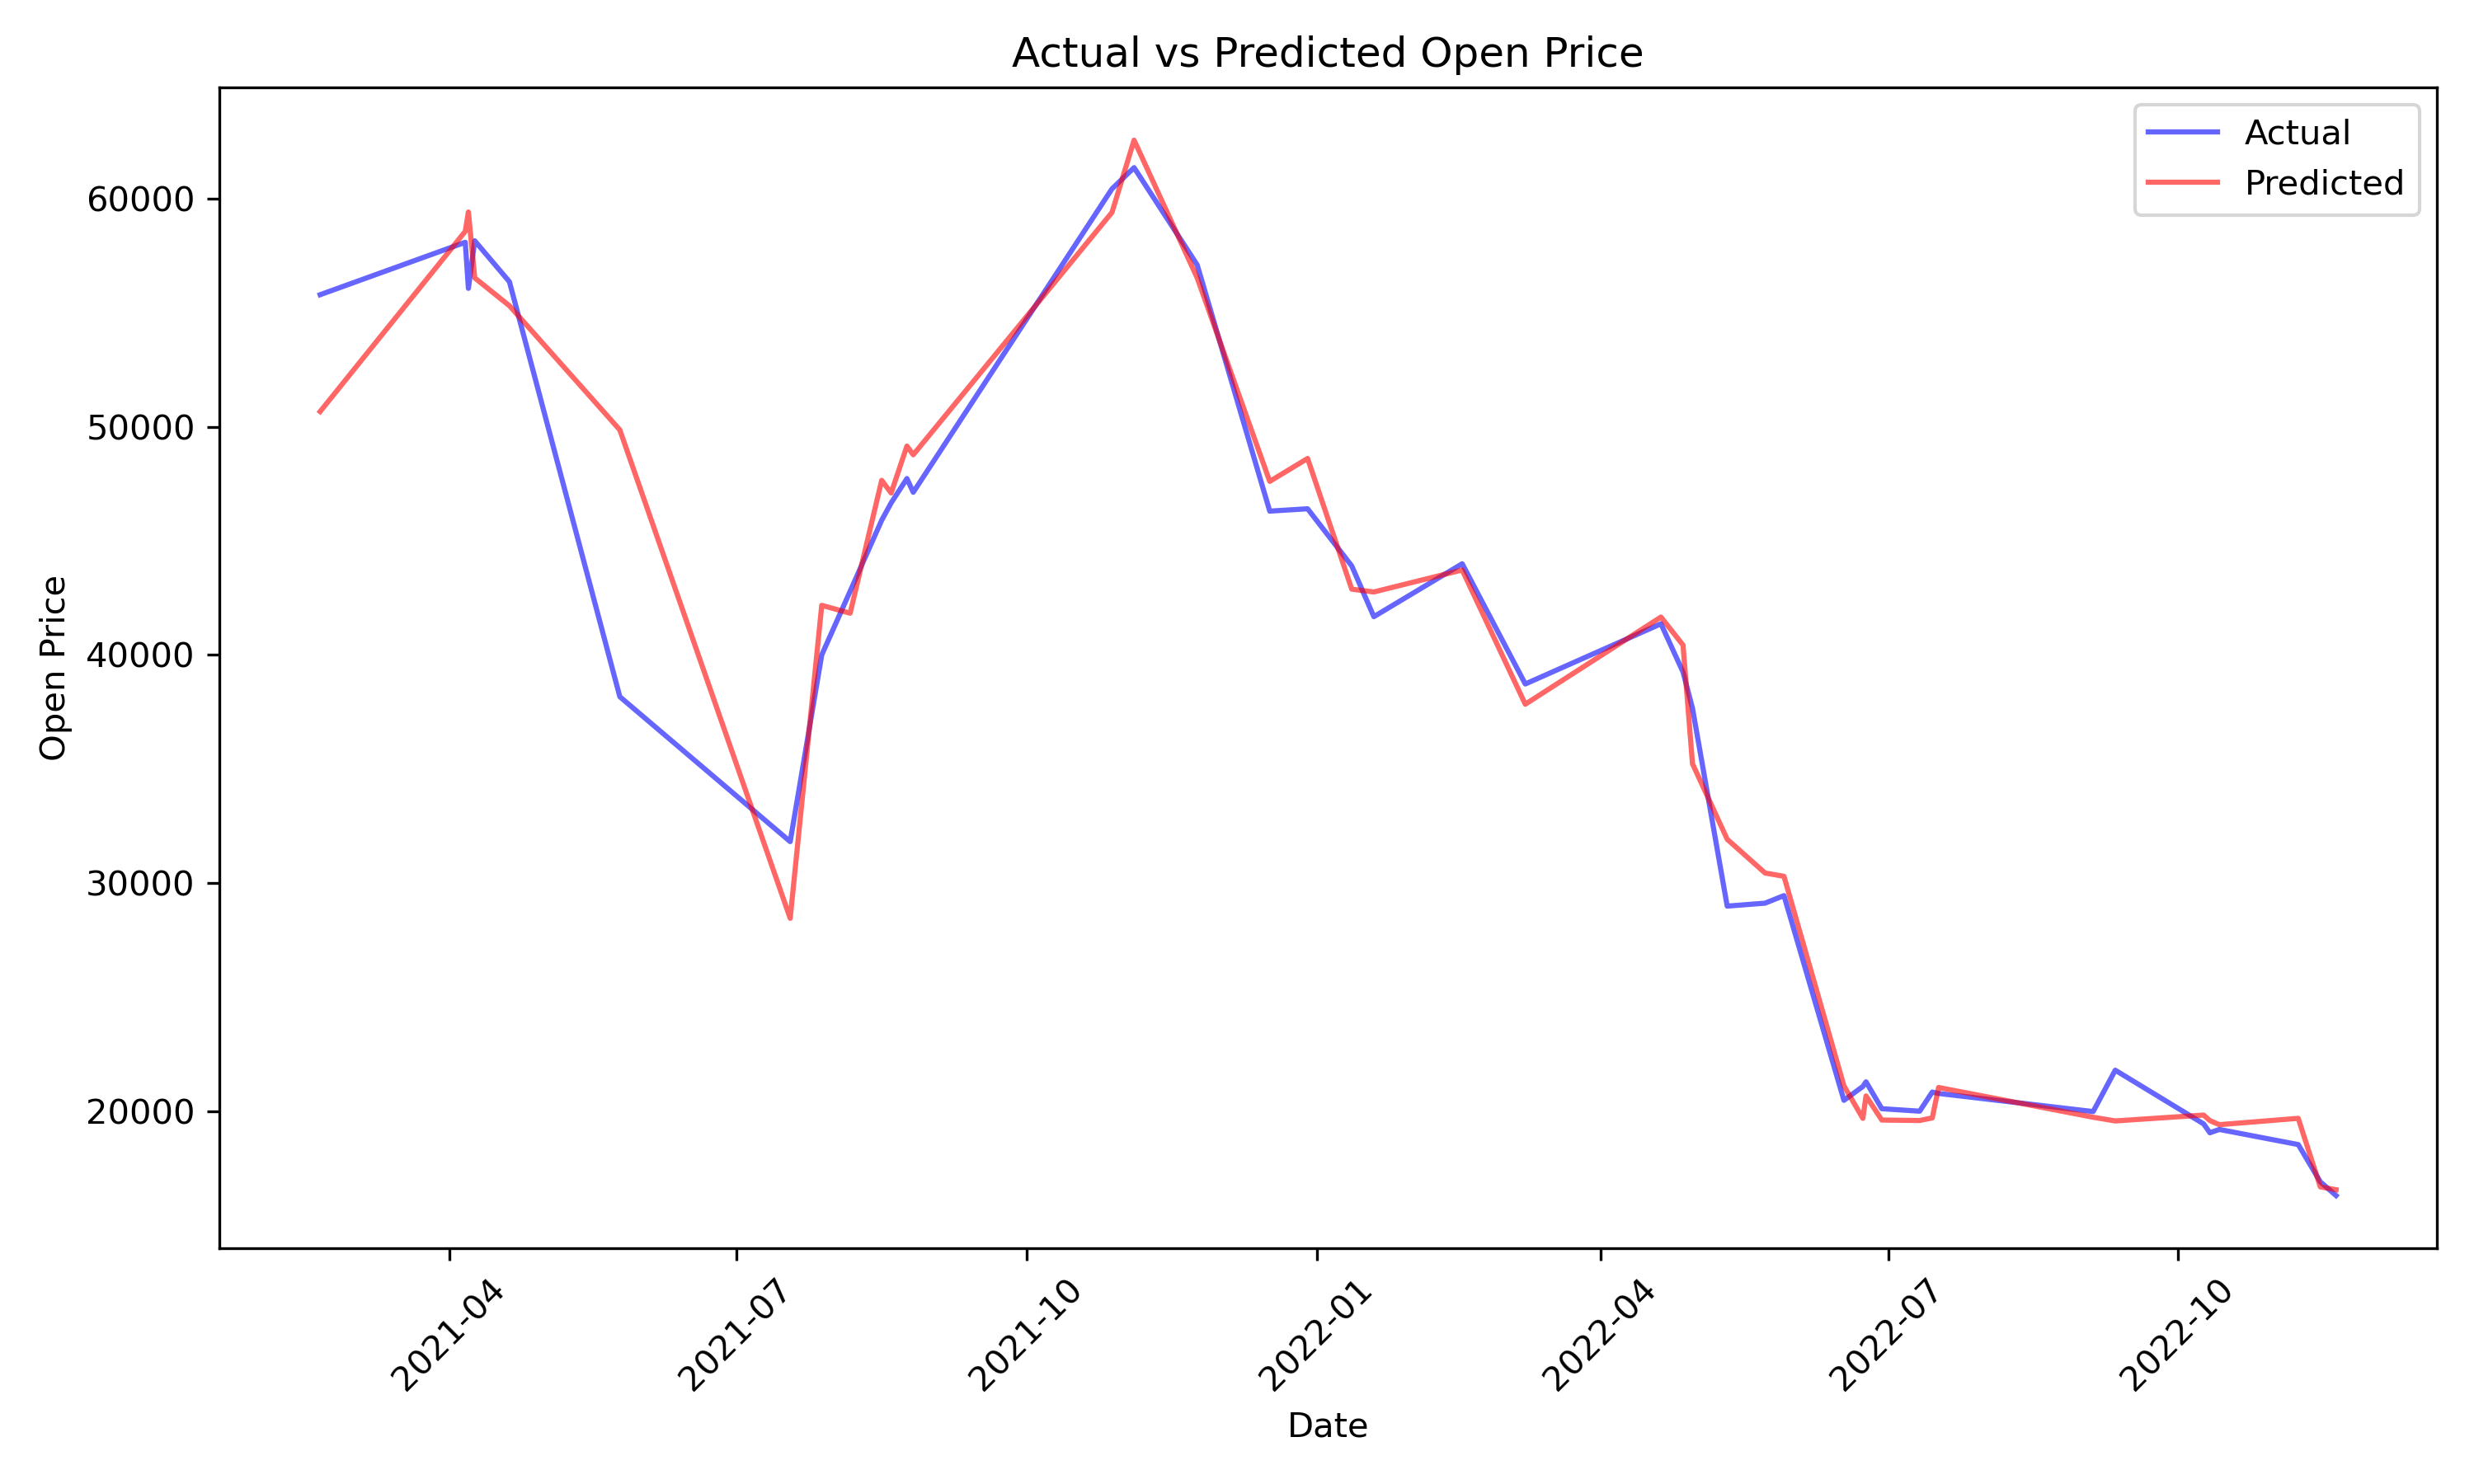 Actual vs Predicted Open Price
Actual
Predicted
Open Price
60000
50000
40000
30000
20000
2021-04
2021-07
2021-10
2022-01
2022-04
2022-07
2022-10
Date